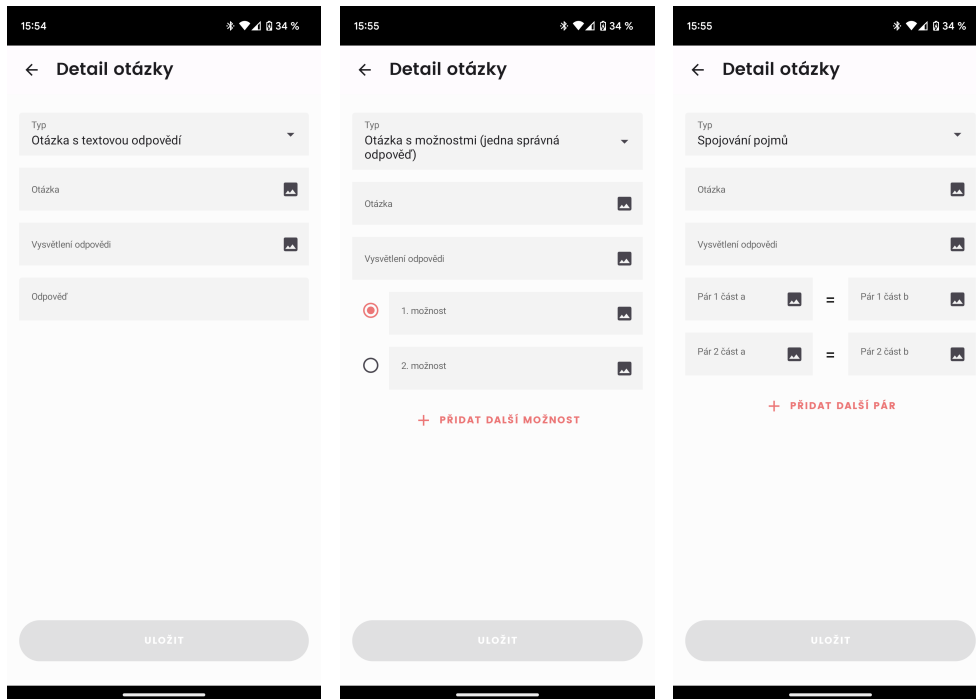 15:54
34 %
Detail otázky
Typ
Otázka s textovou odpovědí
Otázka
Vysvětlení odpovědi
Odpověď
ULOŽIT
15:55
34 %
Detail otázky
Typ
Otázka s možnostmi (jedna správná
odpověď)
Otázka
Vysvětlení odpovědi
1. možnost
2. možnost
+ PŘIDAT DALŠÍ MOŽNOST
ULOŽIT
15:55
34 %
Detail otázky
Typ
Spojování pojmů
Otázka
Vysvětlení odpovědi
Pár 1 část a = Pár 1 část b
Pár 2 část a = Pár 2 část b
+ PŘIDAT DALŠÍ PÁR
ULOŽIT